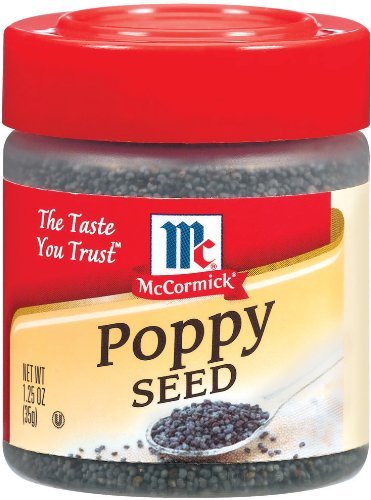 The Taste
You Trust™
Mc®
McCormick®
Poppy
SEED
NET WT
1.25 OZ
(35g)
U